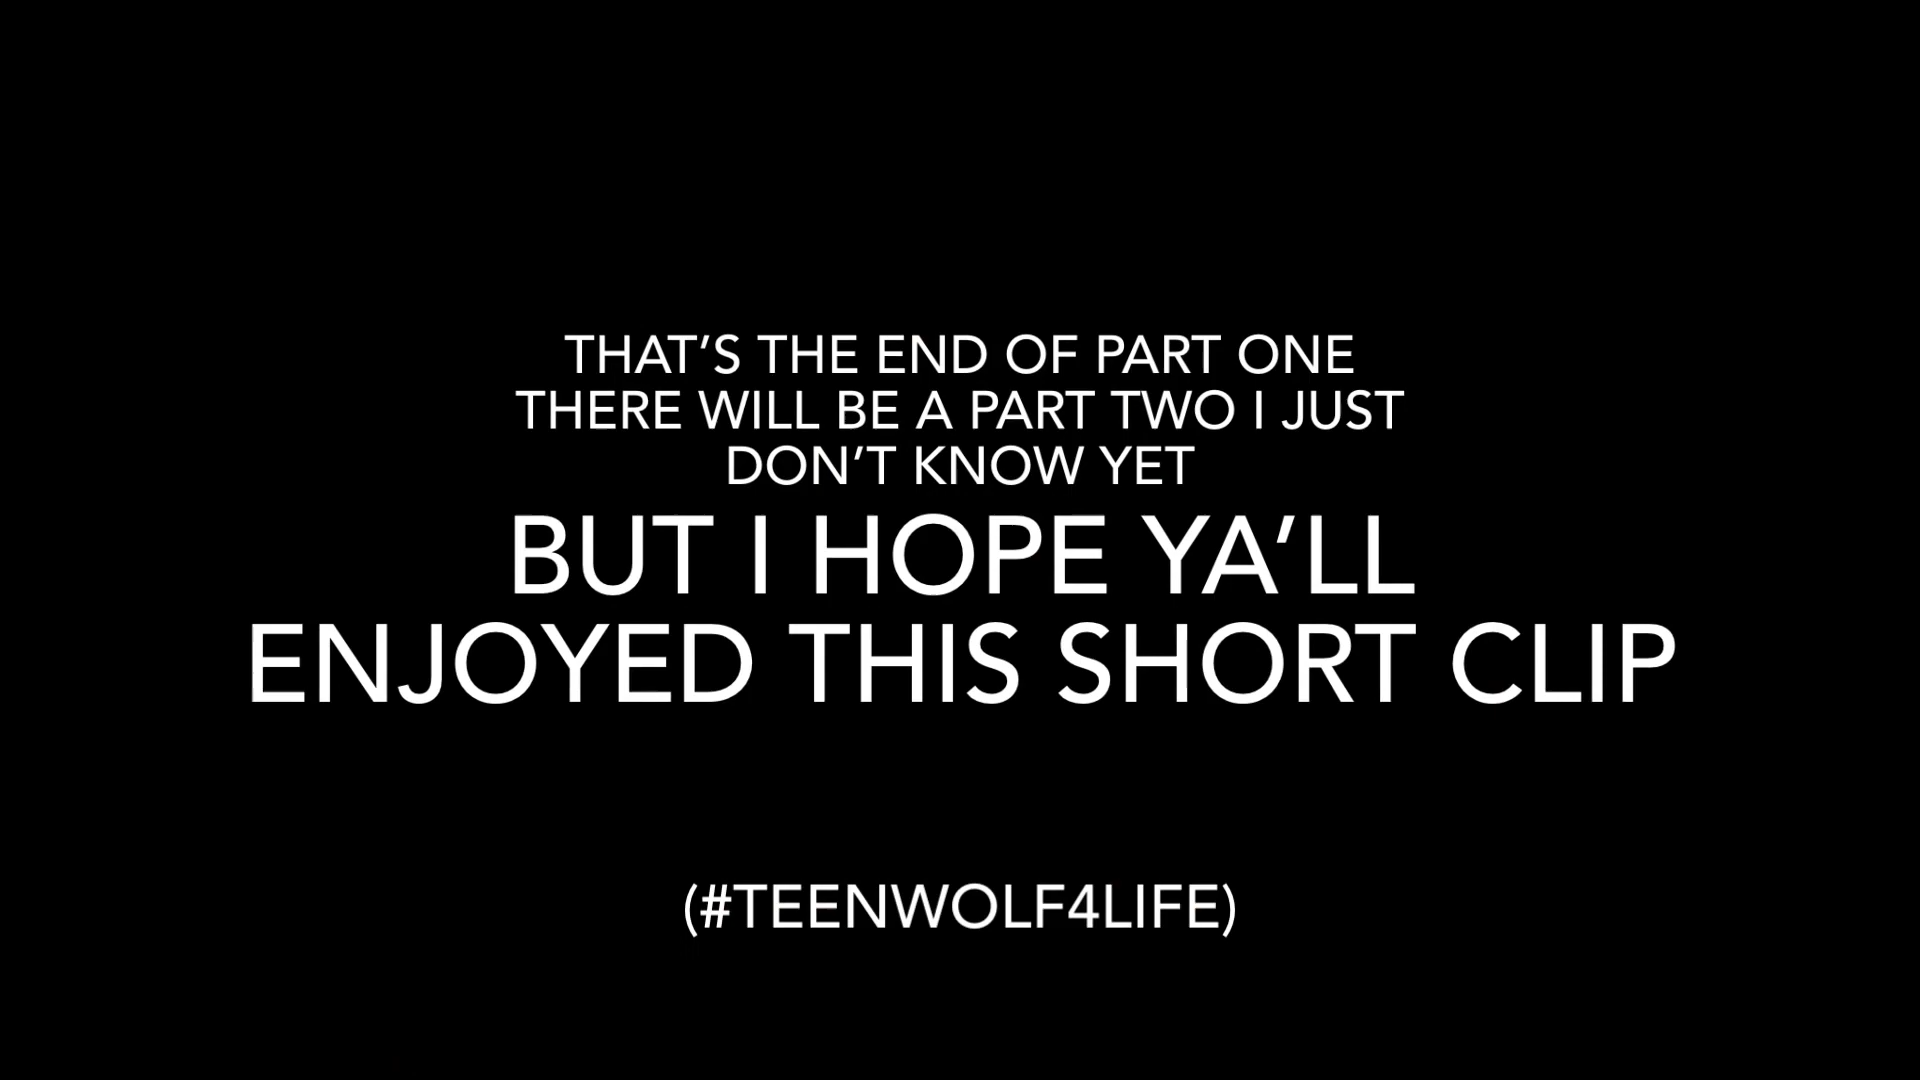 THAT’S THE END OF PART ONE
THERE WILL BE A PART TWO I JUST
DON’T KNOW YET
BUT I HOPE YA’LL
ENJOYED THIS SHORT CLIP
(#TEENWOLF4LIFE)